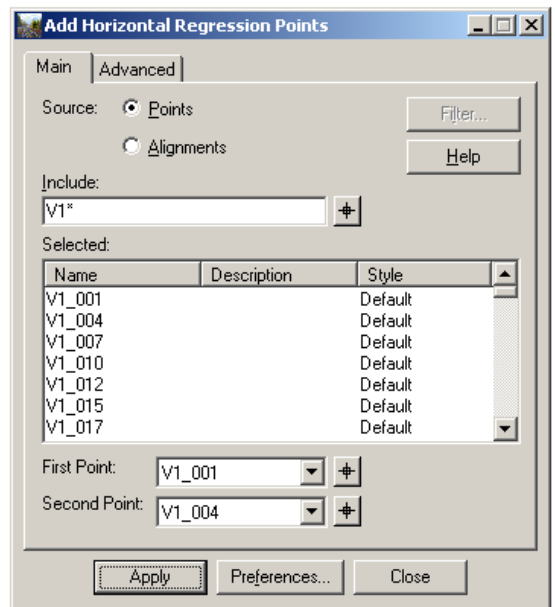 Add Horizontal Regression Points
Main Advanced
Source: Points Filter...
Alignments Help
Include:
V1*
Selected:
Name Description Style
V1_001 Default
V1_004 Default
V1_007 Default
V1_010 Default
V1_012 Default
V1_015 Default
V1_017 Default
First Point: V1_001
Second Point: V1_004
Apply Preferences... Close